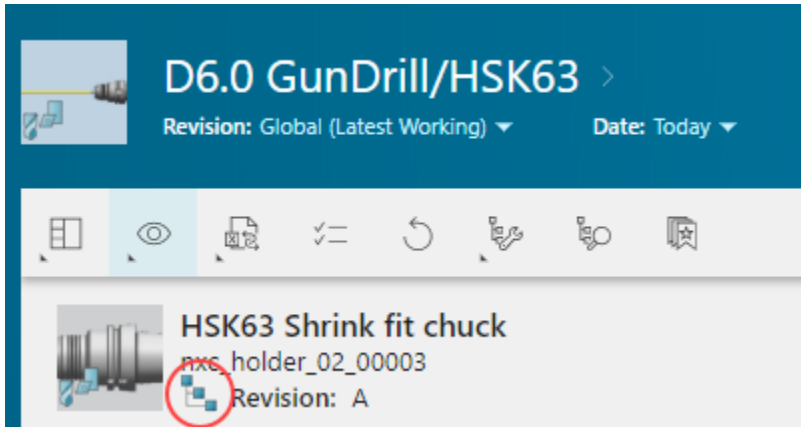 D6.0 GunDrill/HSK63
Revision: Global (Latest Working) Date: Today
HSK63 Shrink fit chuck
nxc_holder_02_00003
Revision: A